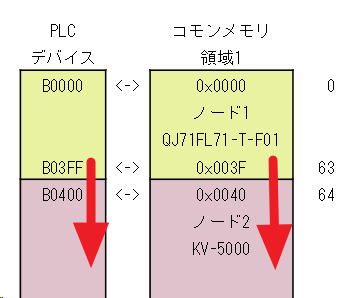 PLC コモンメモリ
デバイス 領域1
B0000 <-> 0x0000 0
ノード1
QJ71FL71-T-F01
B03FF <-> 0x003F 63
B0400 <-> 0x0040 64
ノード2
KV-5000